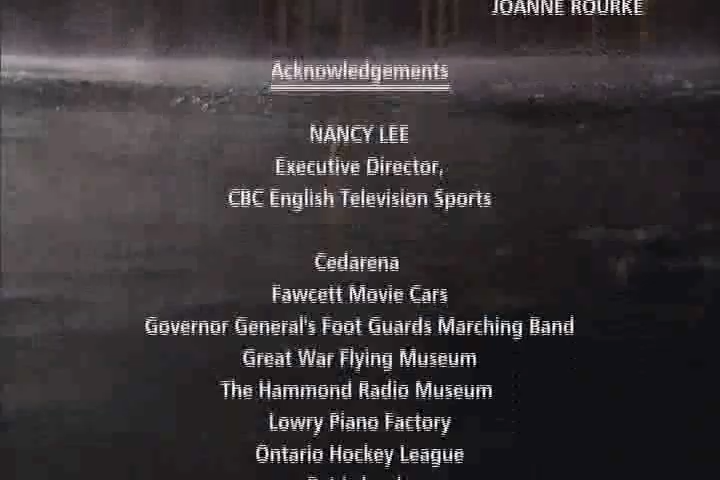 JOANNE ROURKE
Acknowledgements
NANCY LEE
Executive Director,
CBC English Television Sports
Cedarena
Fawcett Movie Cars
Governor General's Foot Guards Marching Band
Great War Flying Museum
The Hammond Radio Museum
Lowry Piano Factory
Ontario Hockey League